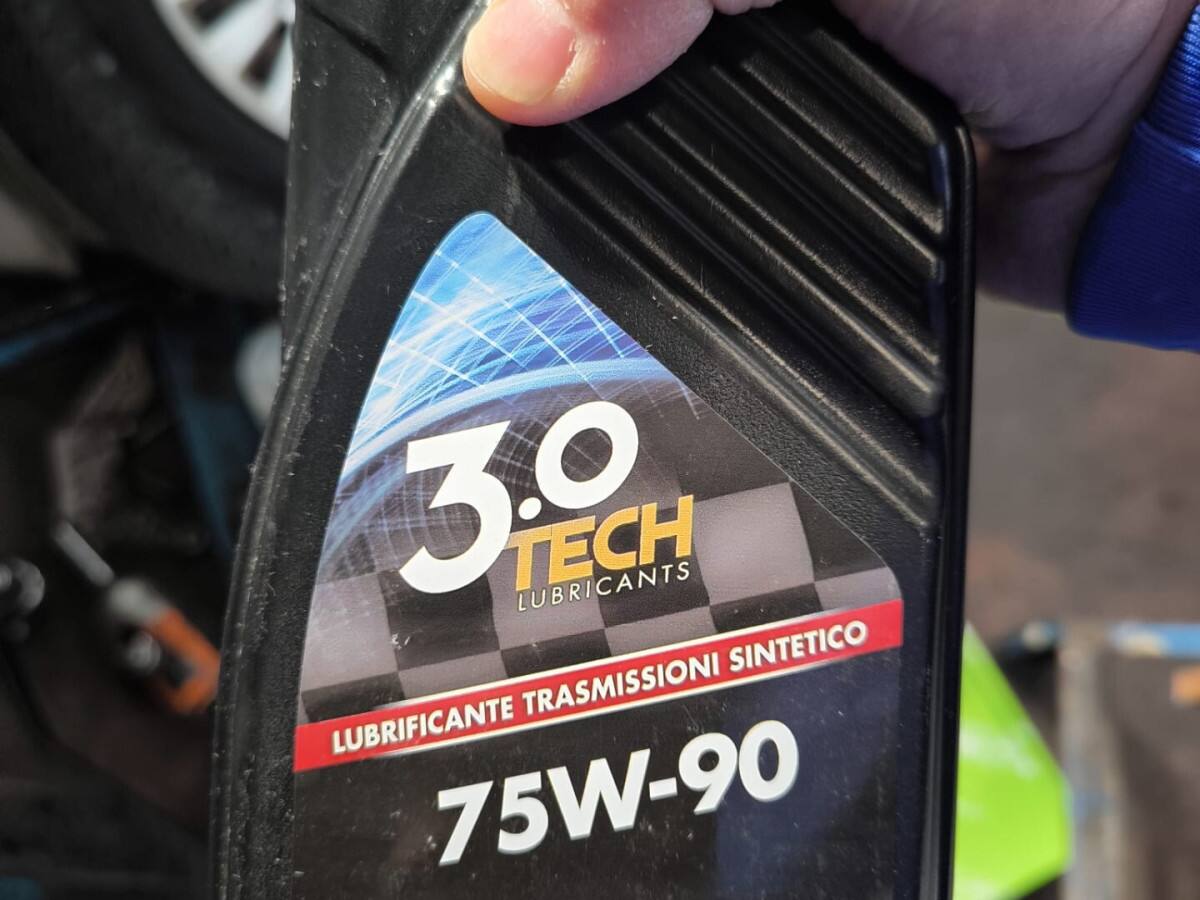 3.0
TECH
LUBRICANTS
LUBRIFICANTE TRASMISSIONI SINTETICO
75W-90